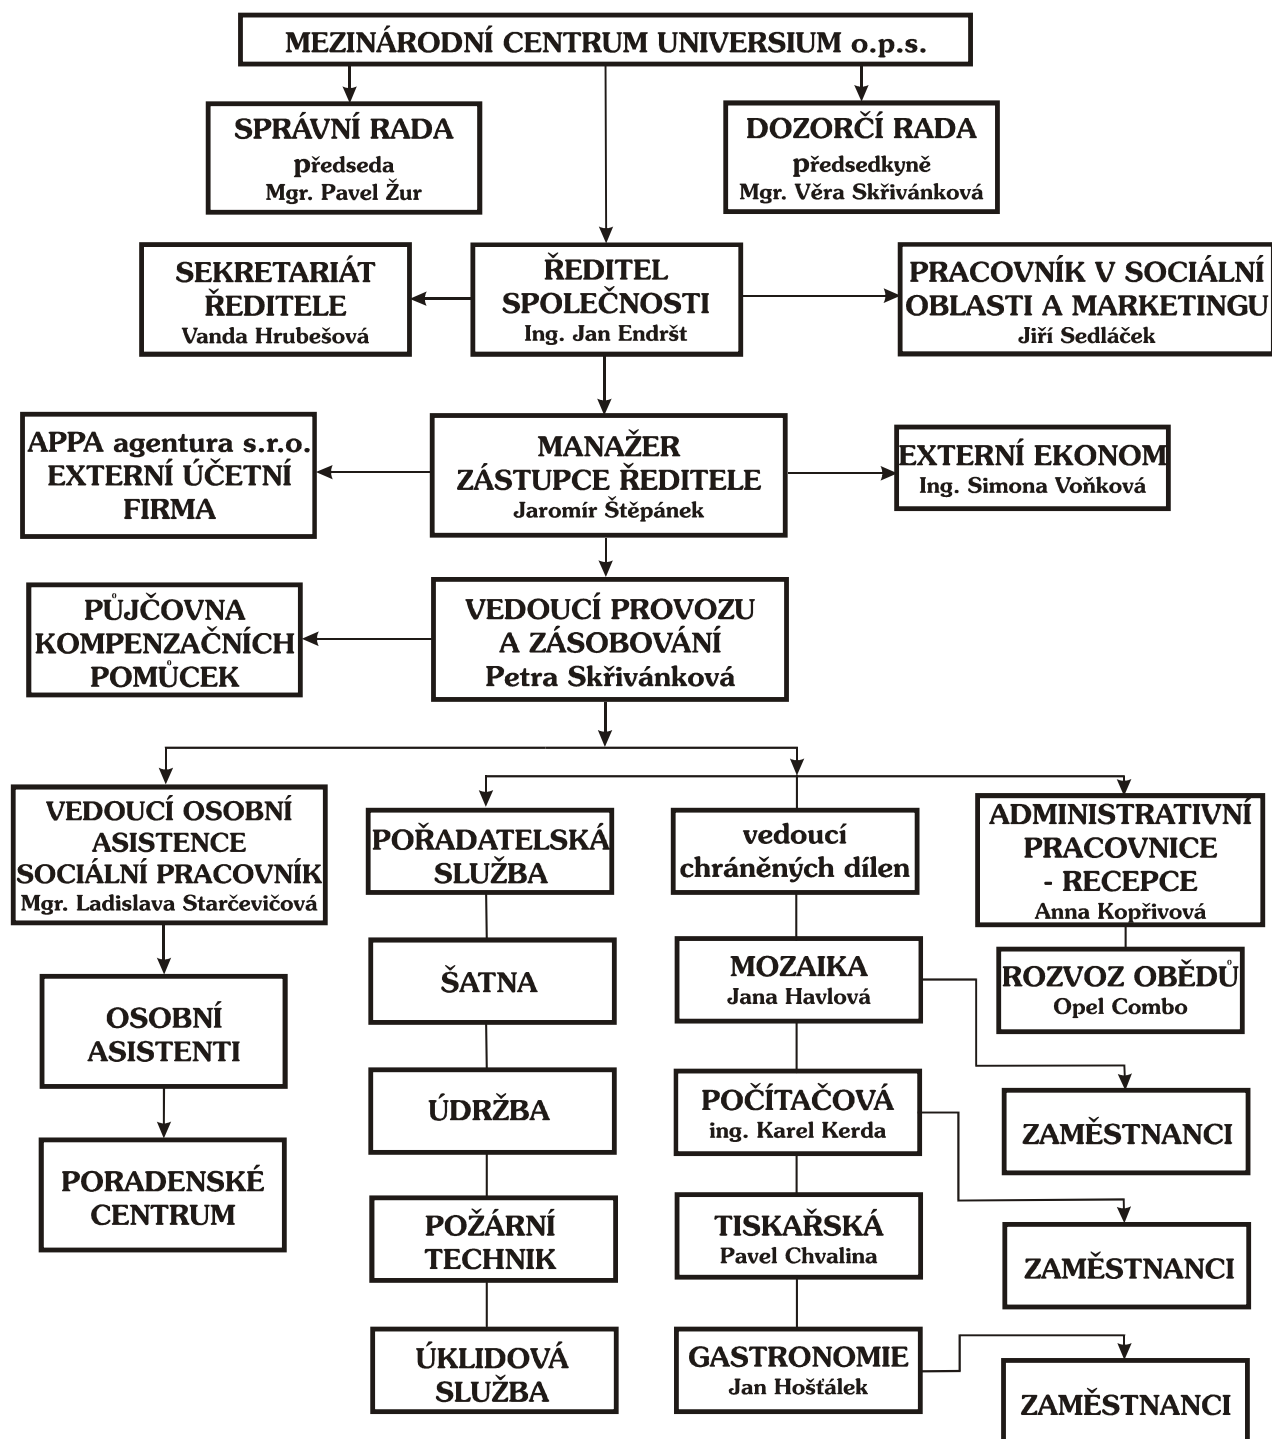 MEZINÁRODNÍ CENTRUM UNIVERSIUM o.p.s.
SPRÁVNÍ RADA
předseda
Mgr. Pavel Žur
DOZORČÍ RADA
předsedkyně
Mgr. Věra Skřivánková
SEKRETARIÁT
ŘEDITELE
Vanda Hrubešová
ŘEDITEL
SPOLEČNOSTI
Ing. Jan Endršt
PRACOVNÍK V SOCIÁLNÍ
OBLASTI A MARKETINGU
Jiří Sedláček
APPA agentura s.r.o.
EXTERNÍ ÚČETNÍ
FIRMA
MANAŽER
ZÁSTUPCE ŘEDITELE
Jaromír Štěpánek
EXTERNÍ EKONOM
Ing. Simona Voňková
PŮJČOVNA
KOMPENZAČNÍCH
POMŮCEK
VEDOUCÍ PROVOZU
A ZÁSOBOVÁNÍ
Petra Skřivánková
VEDOUCÍ OSOBNÍ
ASISTENCE
SOCIÁLNÍ PRACOVNÍK
Mgr. Ladislava Starčevičová
OSOBNÍ
ASISTENTI
PORADENSKÉ
CENTRUM
POŘADATELSKÁ
SLUŽBA
ŠATNA
ÚDRŽBA
POŽÁRNÍ
TECHNIK
ÚKLIDOVÁ
SLUŽBA
vedoucí
chráněných dílen
MOZAIKA
Jana Havlová
POČÍTAČOVÁ
ing. Karel Kerda
TISKAŘSKÁ
Pavel Chvalina
GASTRONOMIE
Jan Hošťálek
ADMINISTRATIVNÍ
PRACOVNICE
- RECEPCE
Anna Kopřivová
ROZVOZ OBĚDŮ
Opel Combo
ZAMĚSTNANCI
ZAMĚSTNANCI
ZAMĚSTNANCI